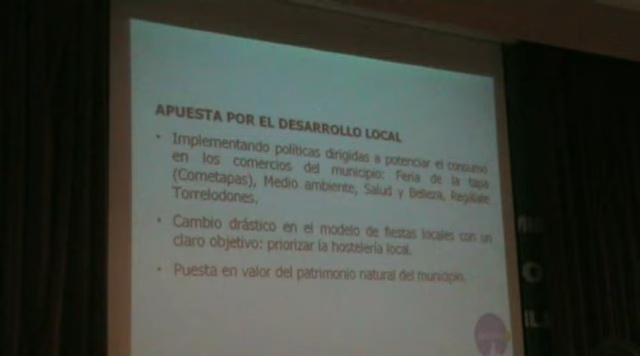 APUESTA POR EL DESARROLLO LOCAL
• Implementando políticas dirigidas a potenciar el consumo
en los comercios del municipio: Feria de la tapa
(Cometapas), Medio ambiente, Salud y Belleza, Regálate
Torrelodones.
• Cambio drástico en el modelo de fiestas locales con un
claro objetivo: priorizar la hostelería local.
• Puesta en valor del patrimonio natural del municipio.